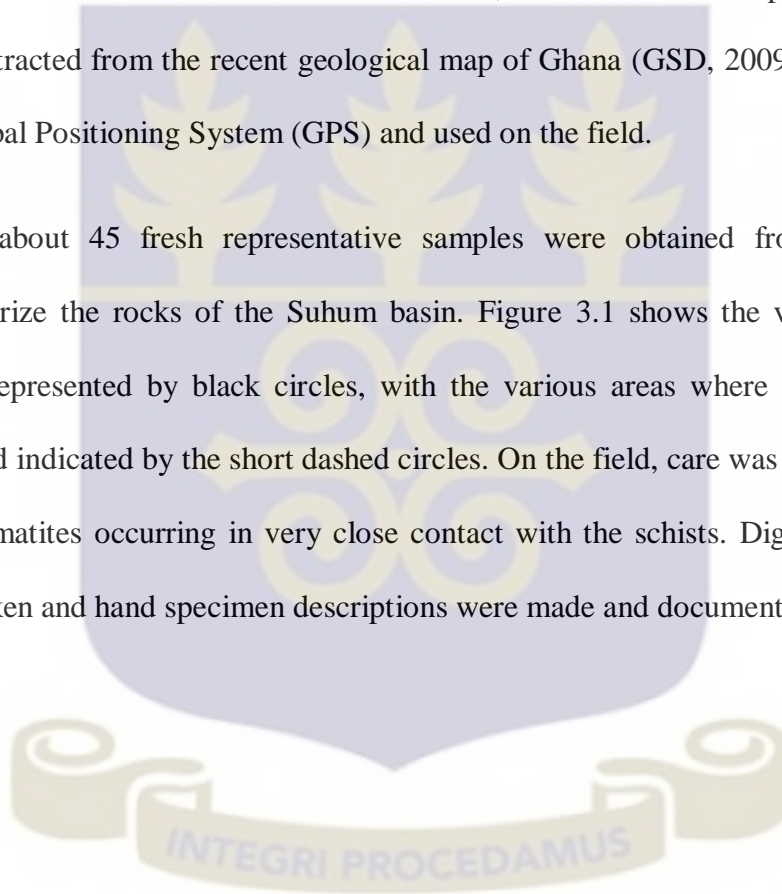 tracted from the recent geological map of Ghana (GSD, 2009
bal Positioning System (GPS) and used on the field.
about 45 fresh representative samples were obtained fro
rize the rocks of the Suhum basin. Figure 3.1 shows the v
epresented by black circles, with the various areas where
d indicated by the short dashed circles. On the field, care was
matites occurring in very close contact with the schists. Dig
ken and hand specimen descriptions were made and document
INTEGRI PROCEDAMUS